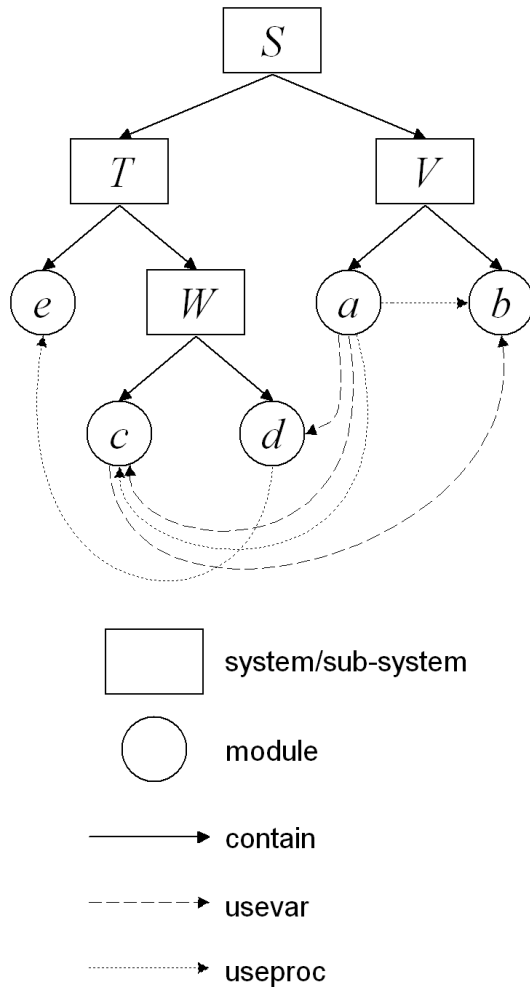 S
T V
e W a b
c d
system/sub-system
module
contain
usevar
useproc